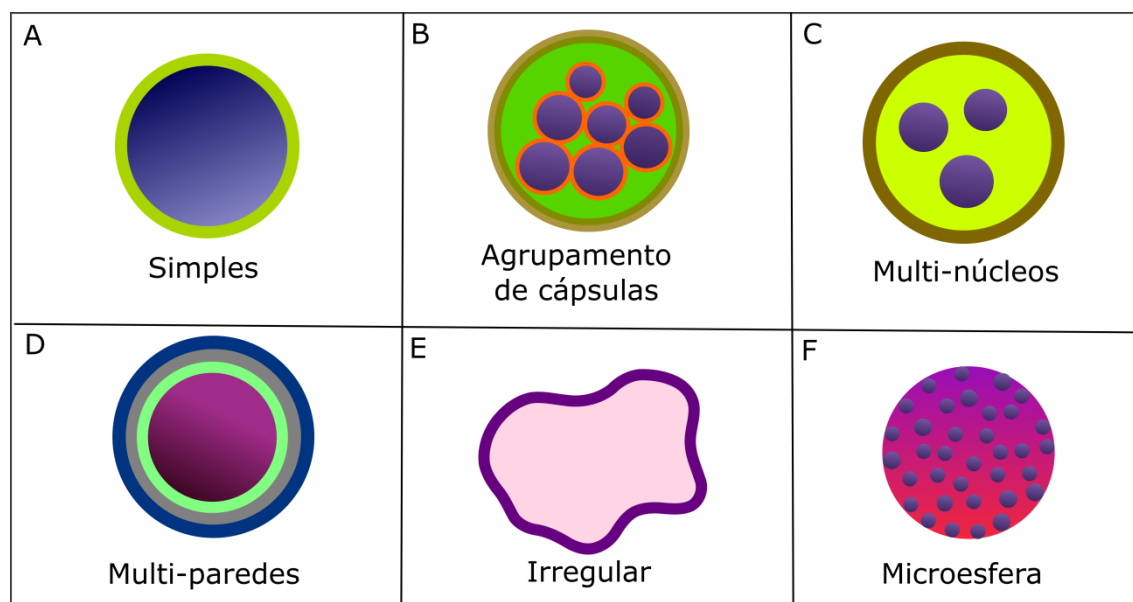 A
Simples
B
Agrupamento
de cápsulas
C
Multi-núcleos
D
Multi-paredes
E
Irregular
F
Microesfera